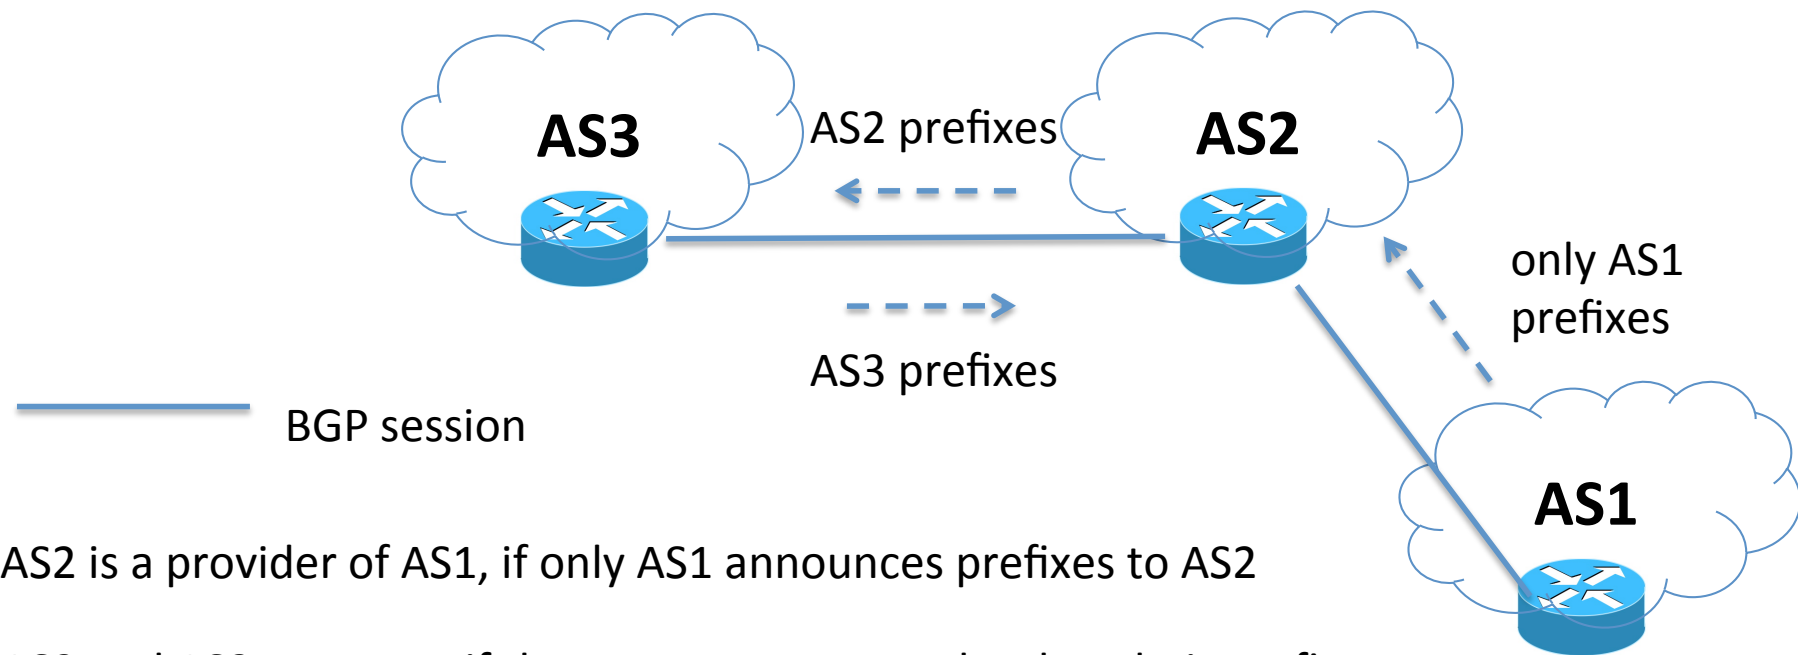 AS3
AS2 prefixes
AS2
only AS1
prefixes
AS3 prefixes
BGP session
AS1
AS2 is a provider of AS1, if only AS1 announces prefixes to AS2